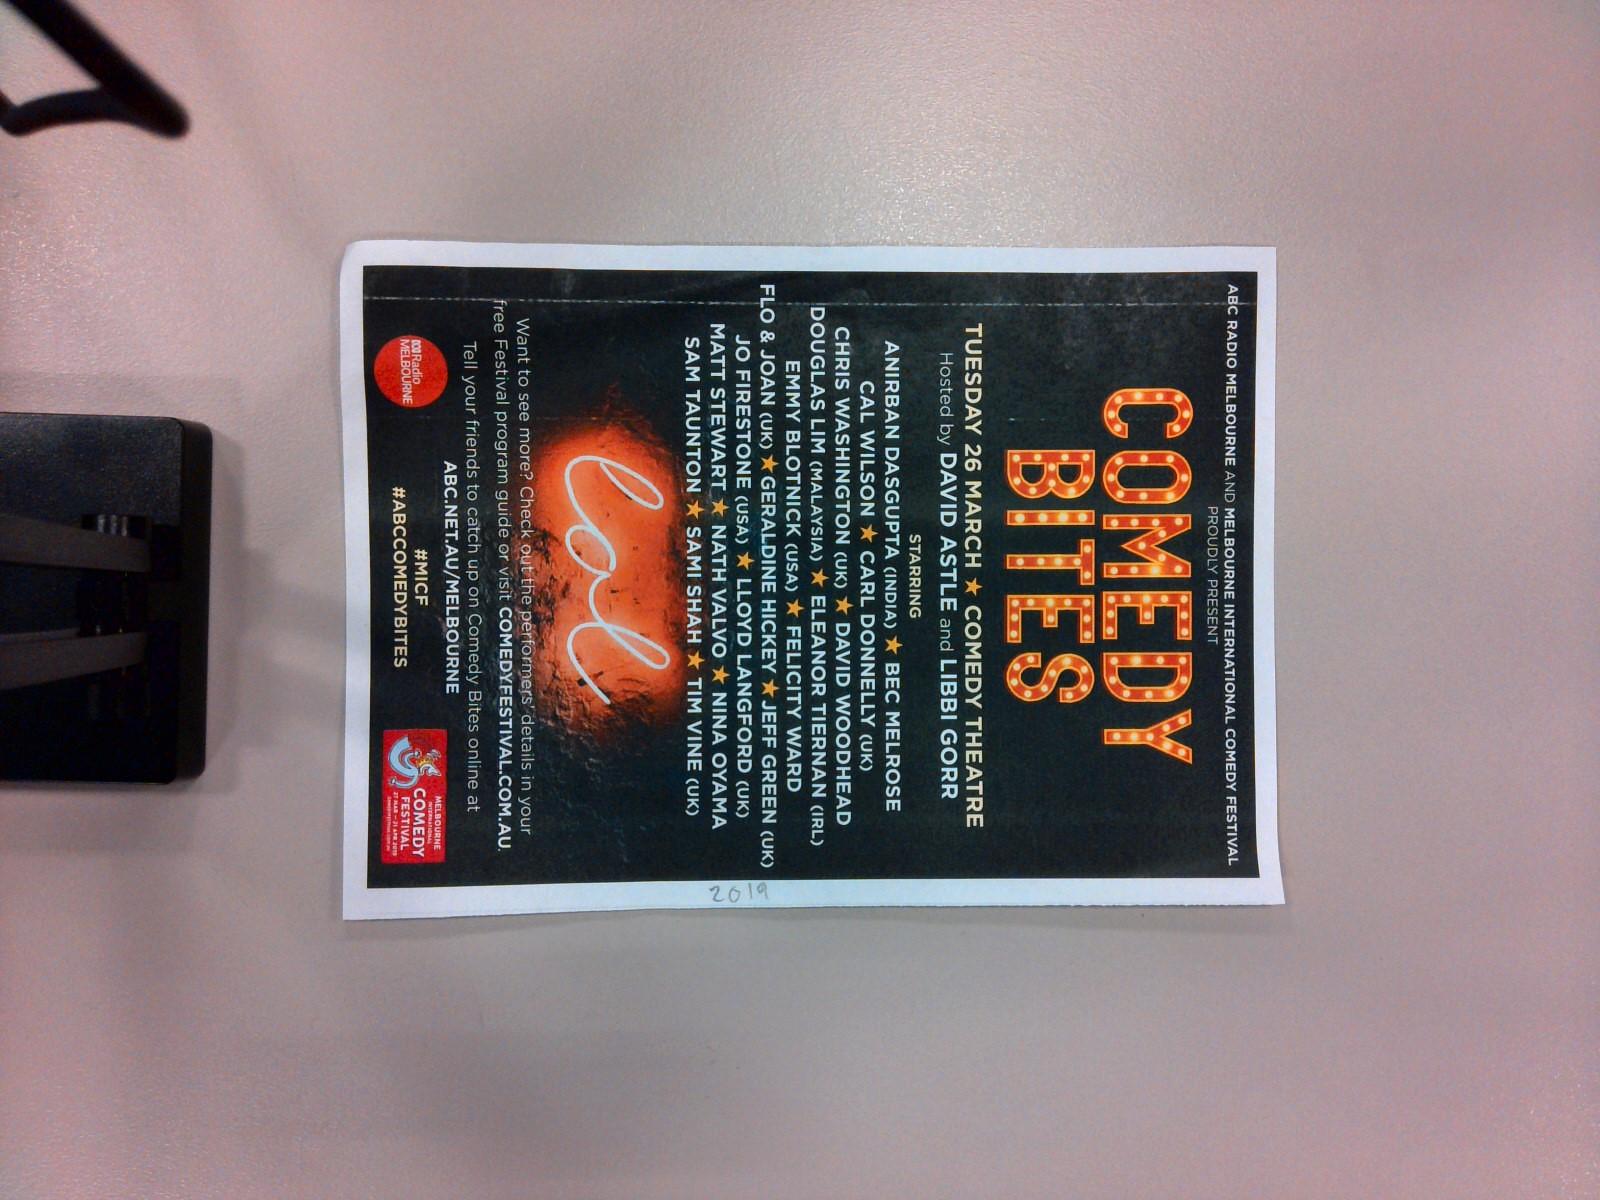 ABC RADIO MELBOURNE AND MELBOURNE INTERNATIONAL COMEDY FESTIVAL
PROUDLY PRESENT
COMEDY
BITES
TUESDAY 26 MARCH ★ COMEDY THEATRE
Hosted by DAVID ASTLE and LIBBI GORR
STARRING
ANIRBAN DASGUPTA (INDIA) ★ BEC MELROSE
CAL WILSON ★ CARL DONNELLY (UK)
CHRIS WASHINGTON (UK) ★ DAVID WOODHEAD
DOUGLAS LIM (MALAYSIA) ★ ELEANOR TIERNAN (IRL)
EMMY BLOTNICK (USA) ★ FELICITY WARD
FLO & JOAN (UK) ★ GERALDINE HICKEY ★ JEFF GREEN (UK)
JO FIRESTONE (USA) ★ LLOYD LANGFORD (UK)
MATT STEWART ★ NATH VALVO ★ NINA OYAMA
SAM TAUNTON ★ SAMI SHAH ★ TIM VINE (UK)
lol
Want to see more? Check out the performers' details in your
free Festival program guide or visit COMEDYFESTIVAL.COM.AU.
Tell your friends to catch up on Comedy Bites online at
ABC.NET.AU/MELBOURNE
#MICF
#ABCCOMEDYBITES
ABC Radio
MELBOURNE
MELBOURNE
INTERNATIONAL
COMEDY
FESTIVAL
27 MAR — 21 APR 2019
2019